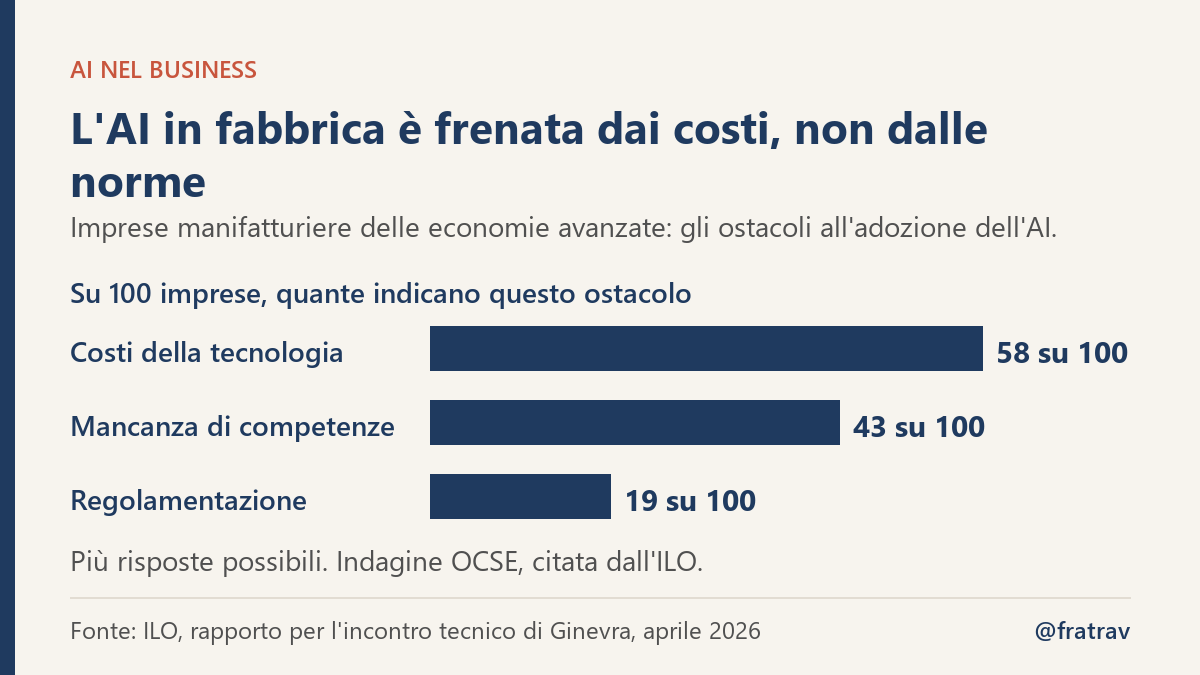 AI NEL BUSINESS
L'AI in fabbrica è frenata dai costi, non dalle
norme
Imprese manifatturiere delle economie avanzate: gli ostacoli all'adozione dell'AI.
Su 100 imprese, quante indicano questo ostacolo
Costi della tecnologia 58 su 100
Mancanza di competenze 43 su 100
Regolamentazione 19 su 100
Più risposte possibili. Indagine OCSE, citata dall'ILO.
Fonte: ILO, rapporto per l'incontro tecnico di Ginevra, aprile 2026 @fratrav